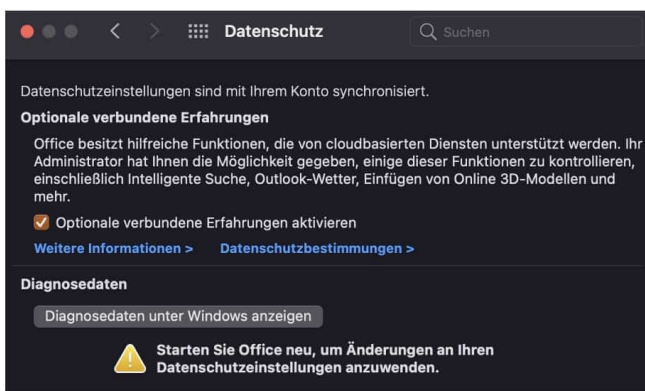 Datenschutz
Suchen
Datenschutzeinstellungen sind mit Ihrem Konto synchronisiert.
Optionale verbundene Erfahrungen
Office besitzt hilfreiche Funktionen, die von cloudbasierten Diensten unterstützt werden. Ihr
Administrator hat Ihnen die Möglichkeit gegeben, einige dieser Funktionen zu kontrollieren,
einschließlich Intelligente Suche, Outlook-Wetter, Einfügen von Online 3D-Modellen und
mehr.
Optionale verbundene Erfahrungen aktivieren
Weitere Informationen > Datenschutzbestimmungen >
Diagnosedaten
Diagnosedaten unter Windows anzeigen
Starten Sie Office neu, um Änderungen an Ihren
Datenschutzeinstellungen anzuwenden.